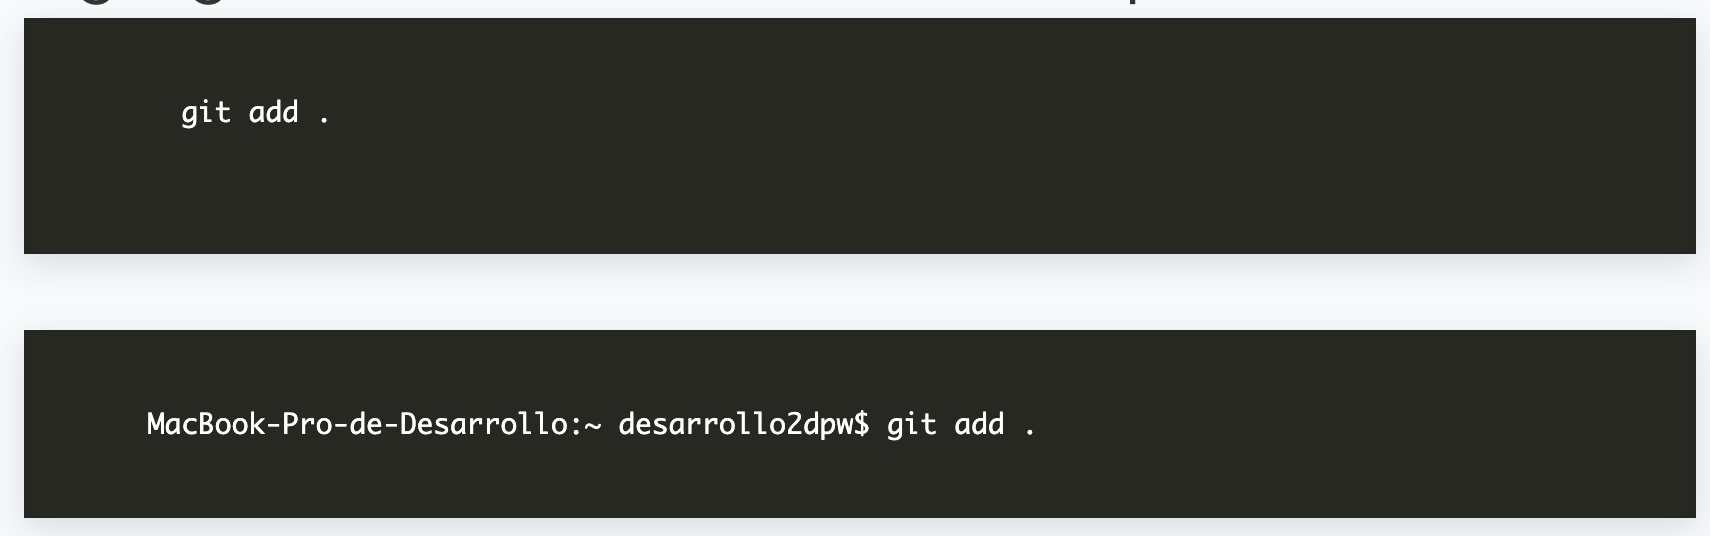 git add .
MacBook-Pro-de-Desarrollo:~ desarrollo2dpw$ git add .